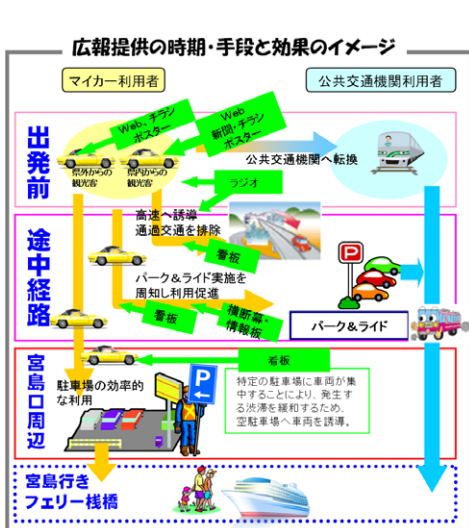 広報提供の時期・手段と効果のイメージ
マイカー利用者
公共交通機関利用者
出発前
Web、チラシ
ポスター
Web
新聞・チラシ
ポスター
県外からの
観光客
県内からの
観光客
公共交通機関へ転換
ラジオ
途中経路
高速へ誘導
通過交通を排除
看板
パーク&ライド実施を
周知し利用促進
看板
横断幕・
情報板
P
パーク&ライド
宮島口
周辺
看板
駐車場の効率的
な利用
P
特定の駐車場に車両が集
中することにより、発生す
る渋滞を緩和するため、
空駐車場へ車両を誘導。
宮島行き
フェリー桟橋